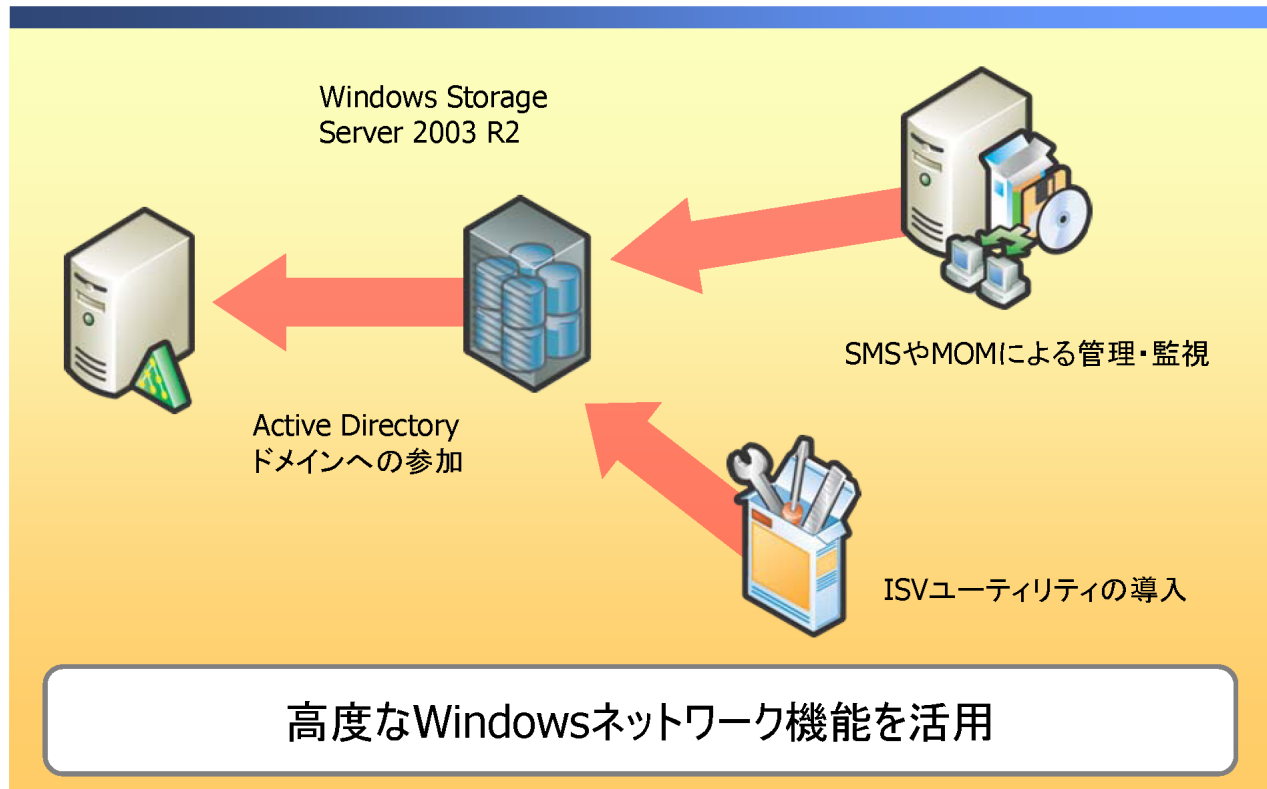 Windows Storage
Server 2003 R2
SMSやMOMによる管理・監視
Active Directory
ドメインへの参加
ISVユーティリティの導入
高度なWindowsネットワーク機能を活用